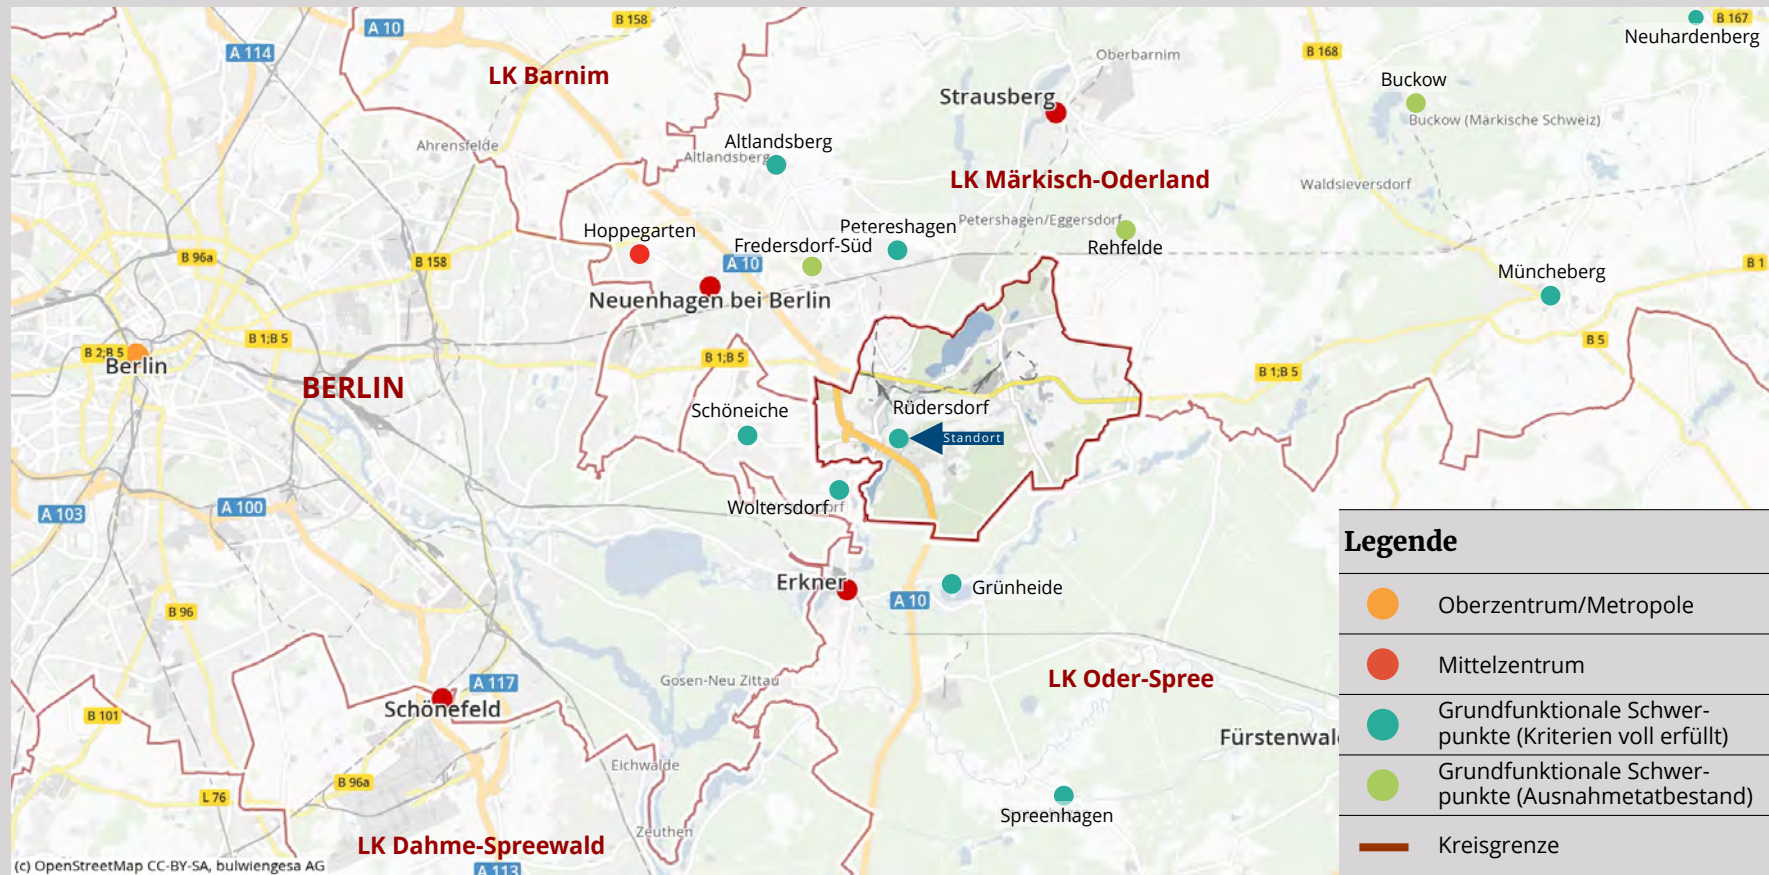 B 158
A 10
B 167
Neuhardenberg
A 114
LK Barnim
Oberbarnim
B 168
Buckow
Strausberg
Buckow (Märkische Schweiz)
Altlandsberg
Ahrensfelde
Altlandsberg
LK Märkisch-Oderland
Waldsieversdorf
Hoppegarten
Petereshagen
Petershagen/Eggersdorf
Fredersdorf-Süd
Rehfelde
B 96a
B 158
A 10
B 1
Müncheberg
Neuenhagen bei Berlin
B 2;B 5
B 1;B 5
B 1;B 5
B 5
Berlin
BERLIN
B 1;B 5
Schöneiche
Rüdersdorf
Standort
A 103
A 100
Woltersdorf
Legende
Erkner
Grünheide
A 10
B 96
Oberzentrum/Metropole
Mittelzentrum
Gosen-Neu Zittau
LK Oder-Spree
A 117
B 101
Schönefeld
Grundfunktionale Schwer-
punkte (Kriterien voll erfüllt)
Fürstenwal
Eichwalde
B 96a
L 76
Grundfunktionale Schwer-
punkte (Ausnahmetatbestand)
Spreenhagen
Zeuthen
LK Dahme-Spreewald
Kreisgrenze
(c) OpenStreetMap CC-BY-SA, bulwiengesa AG
A 113